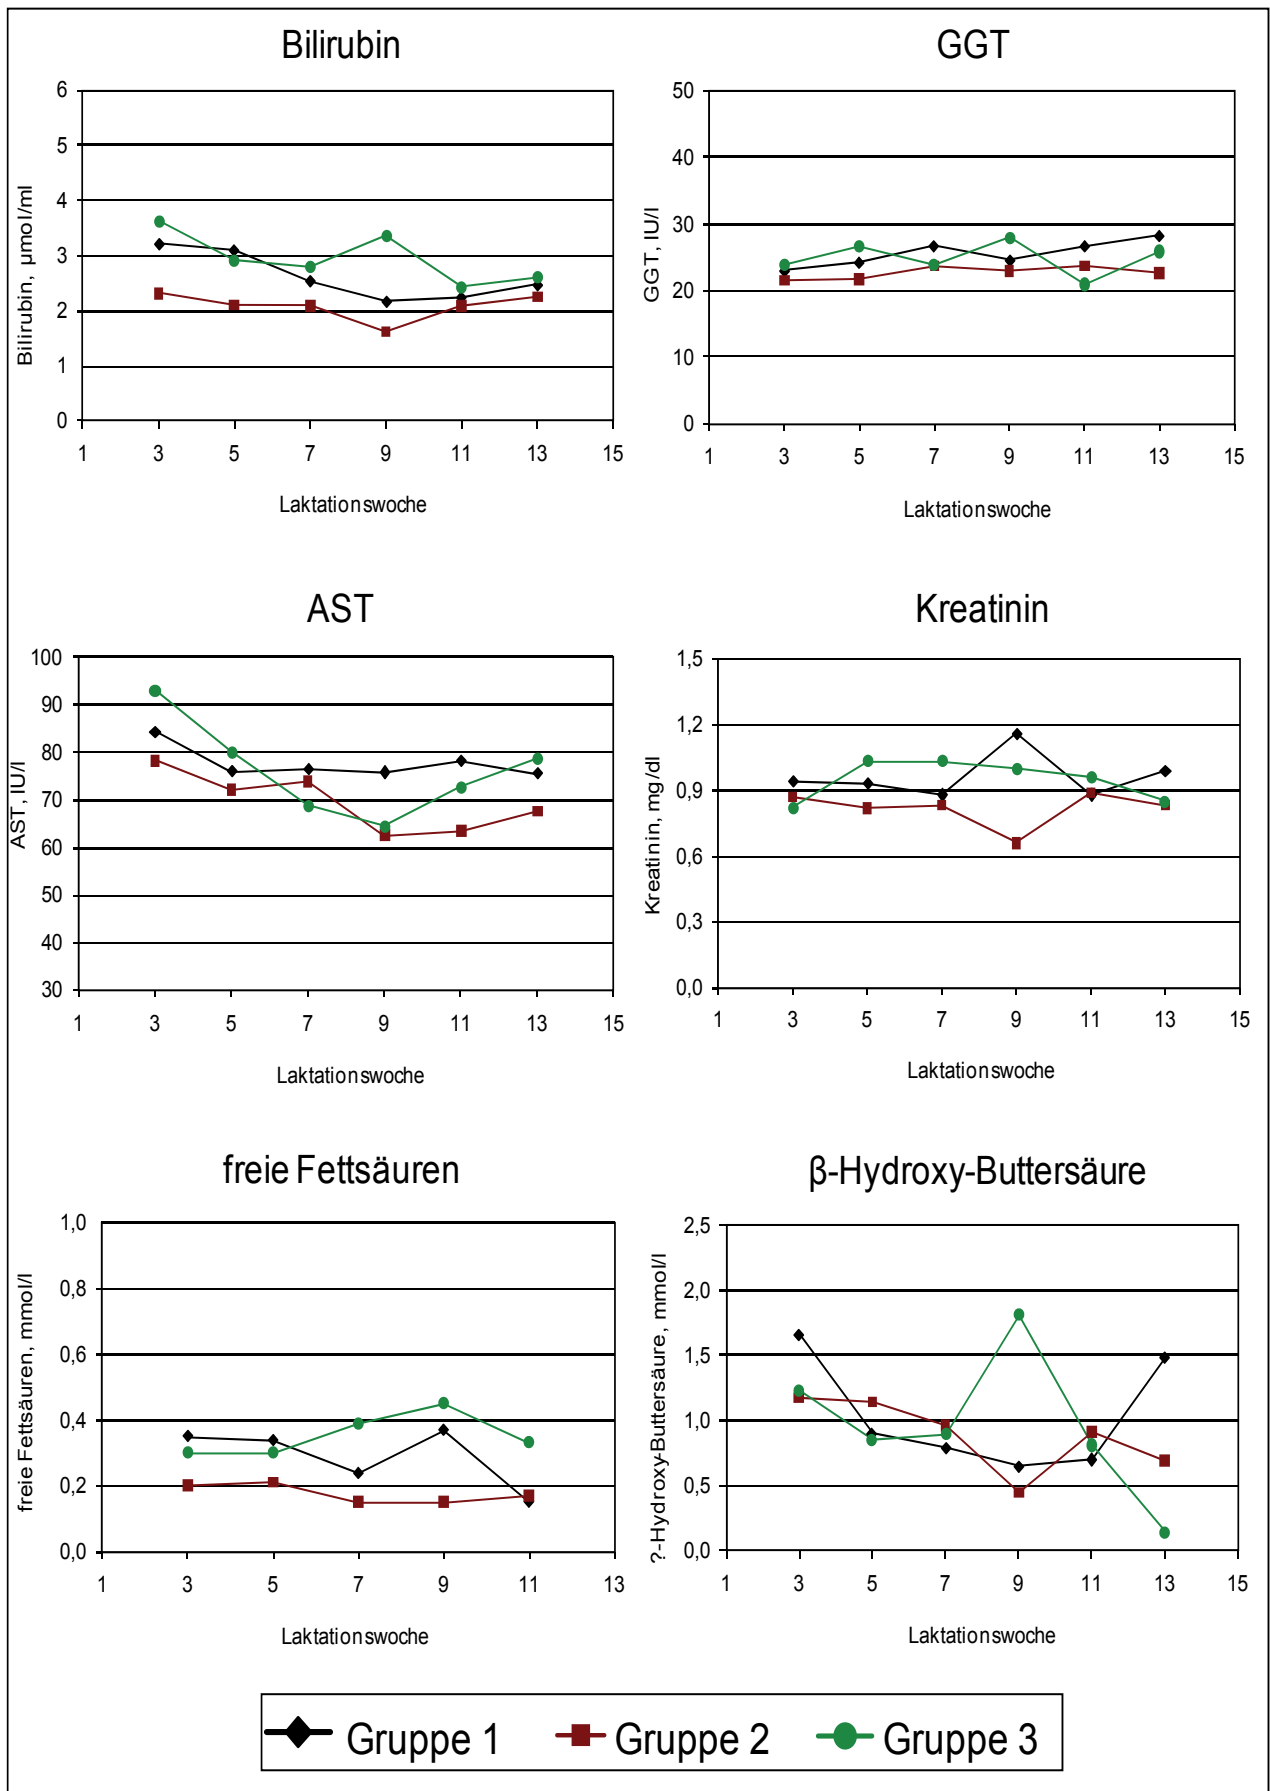 Bilirubin
Bilirubin, µmol/ml
6
5
4
3
2
1
0
1 3 5 7 9 11 13 15
Laktationswoche
GGT
GGT, IU/l
50
40
30
20
10
0
1 3 5 7 9 11 13 15
Laktationswoche
AST
AST, IU/l
100
90
80
70
60
50
40
30
1 3 5 7 9 11 13 15
Laktationswoche
Kreatinin
Kreatinin, mg/dl
1,5
1,2
0,9
0,6
0,3
0,0
1 3 5 7 9 11 13 15
Laktationswoche
freie Fettsäuren
freie Fettsäuren, mmol/l
1,0
0,8
0,6
0,4
0,2
0,0
1 3 5 7 9 11 13
Laktationswoche
β-Hydroxy-Buttersäure
?-Hydroxy-Buttersäure, mmol/l
2,5
2,0
1,5
1,0
0,5
0,0
1 3 5 7 9 11 13 15
Laktationswoche
Gruppe 1 Gruppe 2 Gruppe 3